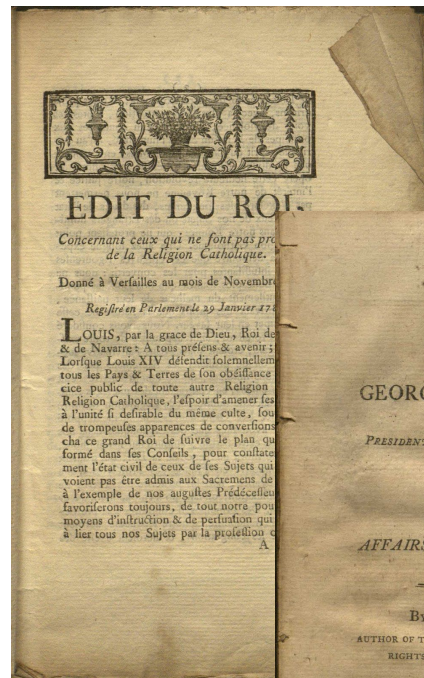 EDIT DU ROI,
Concernant ceux qui ne font pas pro
de la Religion Catholique.
Donné à Verſailles au mois de Novembre
Regiſtré en Parlement le 29 Janvier 17
LOUIS, par la grace de Dieu, Roi de
& de Navarre: A tous préſens & avenir;
Lorſque Louis XIV défendit ſolemnellem
tous les Pays & Terres de ſon obéiſſance
cice public de toute autre Religion
Religion Catholique, l'eſpoir d'amener ſes
à l'unité ſi deſirable du même culte, ſou
de trompeuſes apparences de converſions
cha ce grand Roi de ſuivre le plan qu
formé dans ſes Conſeils, pour conſtate
ment l'état civil de ceux de ſes Sujets qui
voient pas être admis aux Sacremens de
à l'exemple de nos auguſtes Prédéceſſeu
favoriſerons toujours, de tout notre pou
moyens d'inſtruction & de perſuaſion qui
à lier tous nos Sujets par la profeſſion c
A
GEORG
PRESIDENT
AFFAIRS
BY
AUTHOR OF T
RIGHTS